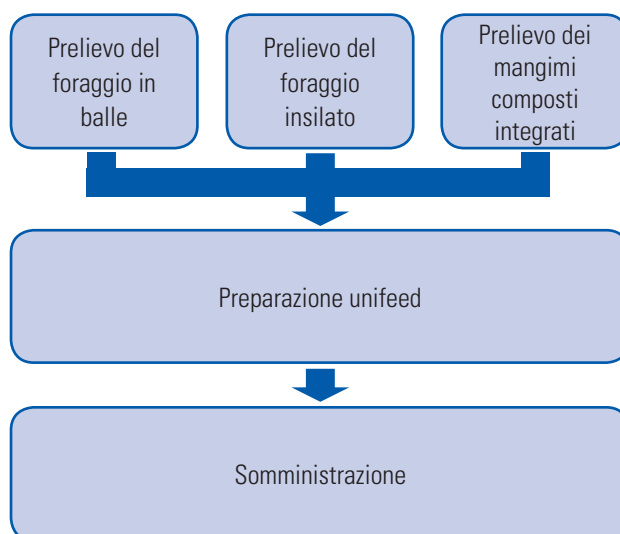 Prelievo del
foraggio in
balle
Prelievo del
foraggio
insilato
Prelievo dei
mangimi
composti
integrati
Preparazione unifeed
Somministrazione